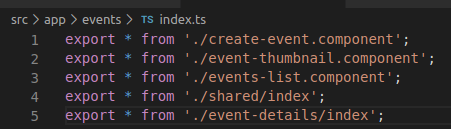 src > app > events > TS index.ts
1 export * from './create-event.component';
2 export * from './event-thumbnail.component';
3 export * from './events-list.component';
4 export * from './shared/index';
5 export * from './event-details/index';